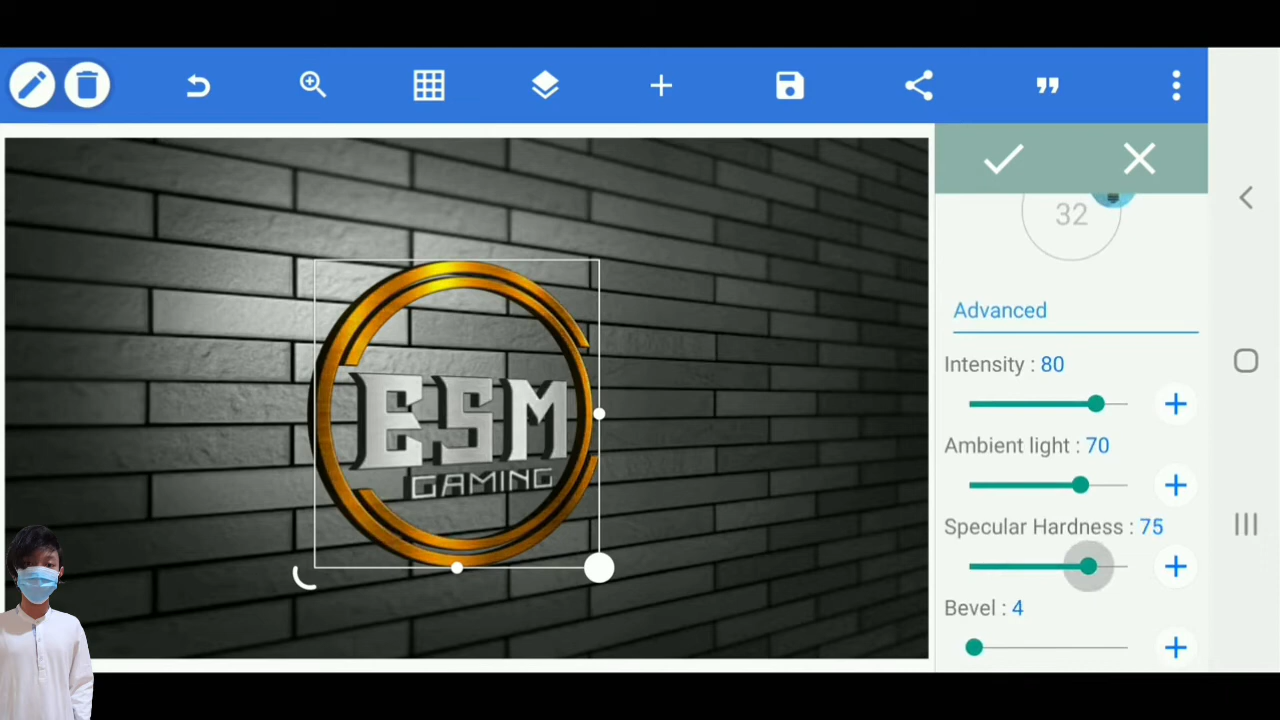 32
Advanced
Intensity : 80
Ambient light : 70
Specular Hardness : 75
Bevel : 4
ESM
GAMING